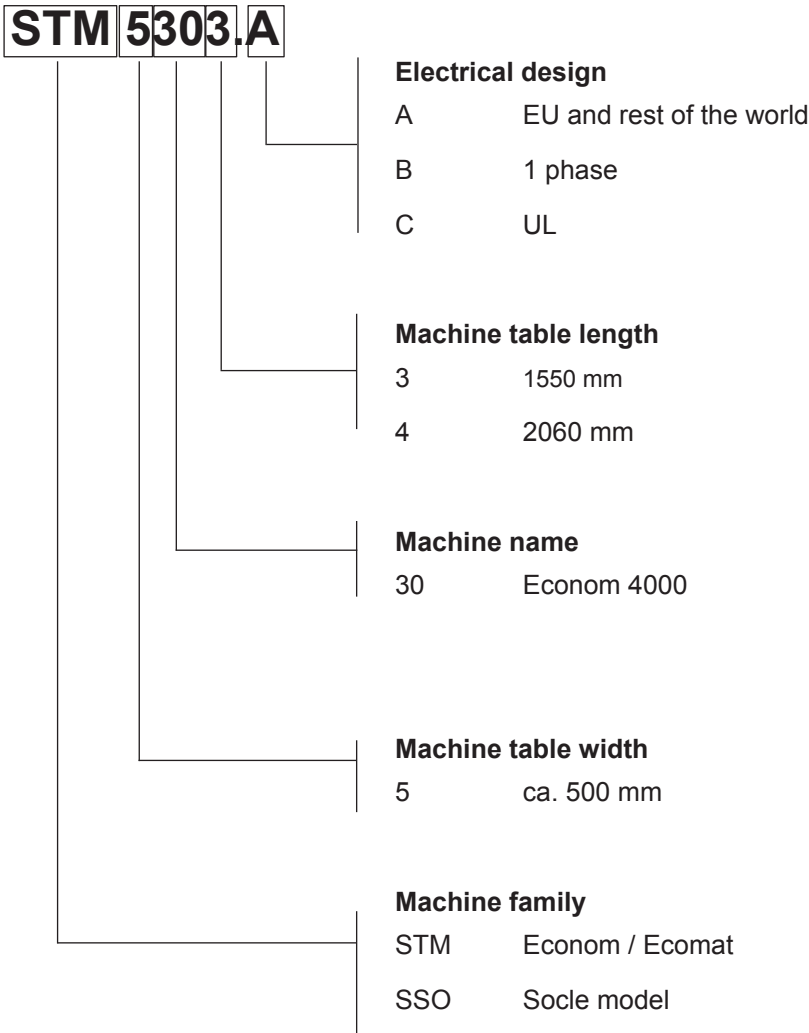 STM 5303.A
Electrical design
A EU and rest of the world
B 1 phase
C UL
Machine table length
3 1550 mm
4 2060 mm
Machine name
30 Econom 4000
Machine table width
5 ca. 500 mm
Machine family
STM Econom / Ecomat
SSO Socle model